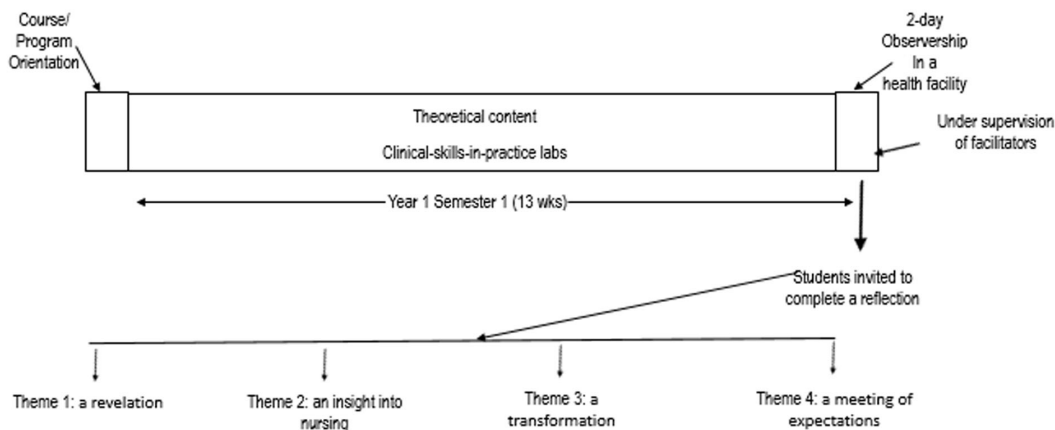 Course/
Program
Orientation
2-day
Observership
In a
health facility
Theoretical content
Clinical-skills-in-practice labs
Under supervision
of facilitators
Year 1 Semester 1 (13 wks)
Students invited to
complete a reflection
Theme 1: a revelation
Theme 2: an insight into
nursing
Theme 3: a
transformation
Theme 4: a meeting of
expectations